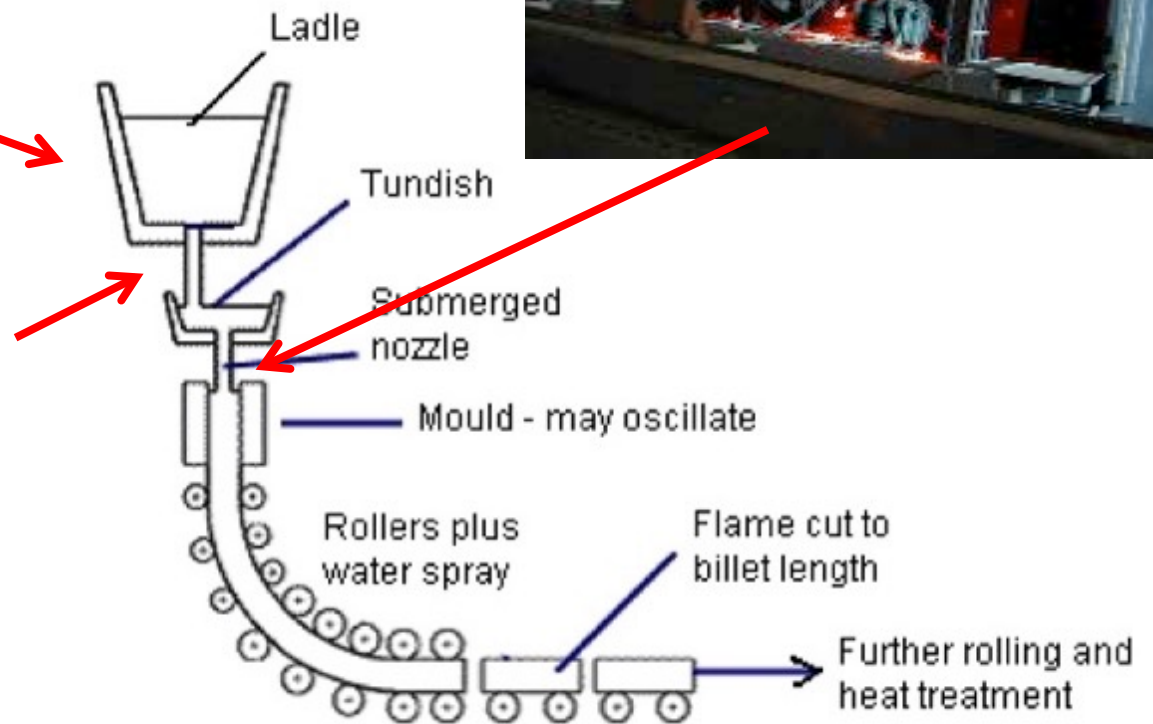 Ladle
Tundish
Submerged
nozzle
Mould - may oscillate
Rollers plus
water spray
Flame cut to
billet length
Further rolling and
heat treatment